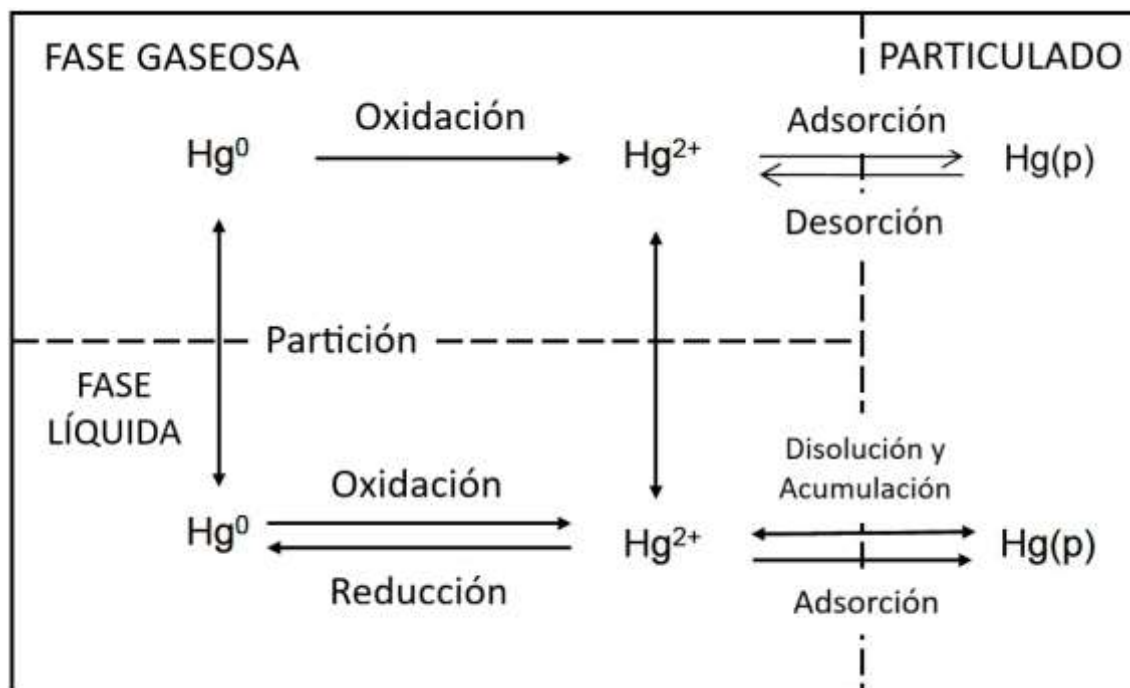 FASE GASEOSA
PARTICULADO
Oxidación
Adsorción
Hg⁰
Hg²⁺
Hg(p)
Desorción
Partición
FASE
LÍQUIDA
Disolución y
Acumulación
Oxidación
Hg⁰
Hg²⁺
Hg(p)
Reducción
Adsorción